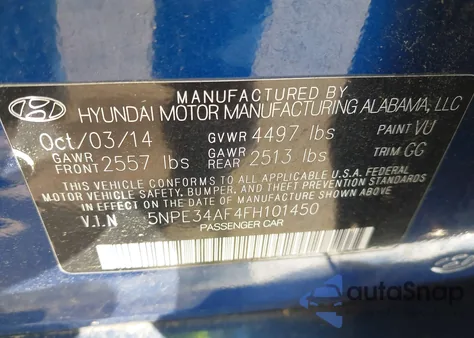 MANUFACTURED BY
HYUNDAI MOTOR MANUFACTURING ALABAMA, LLC
Oct/03/14 GVWR 4497 lbs PAINT VU
GAWR FRONT 2557 lbs GAWR REAR 2513 lbs TRIM GG
THIS VEHICLE CONFORMS TO ALL APPLICABLE U.S.A FEDERAL
MOTOR VEHICLE SAFETY, BUMPER, AND THEFT PREVENTION STANDARDS
IN EFFECT ON THE DATE OF MANUFACTURE SHOWN ABOVE.
V.I.N 5NPE34AF4FH101450
PASSENGER CAR
autoSnap